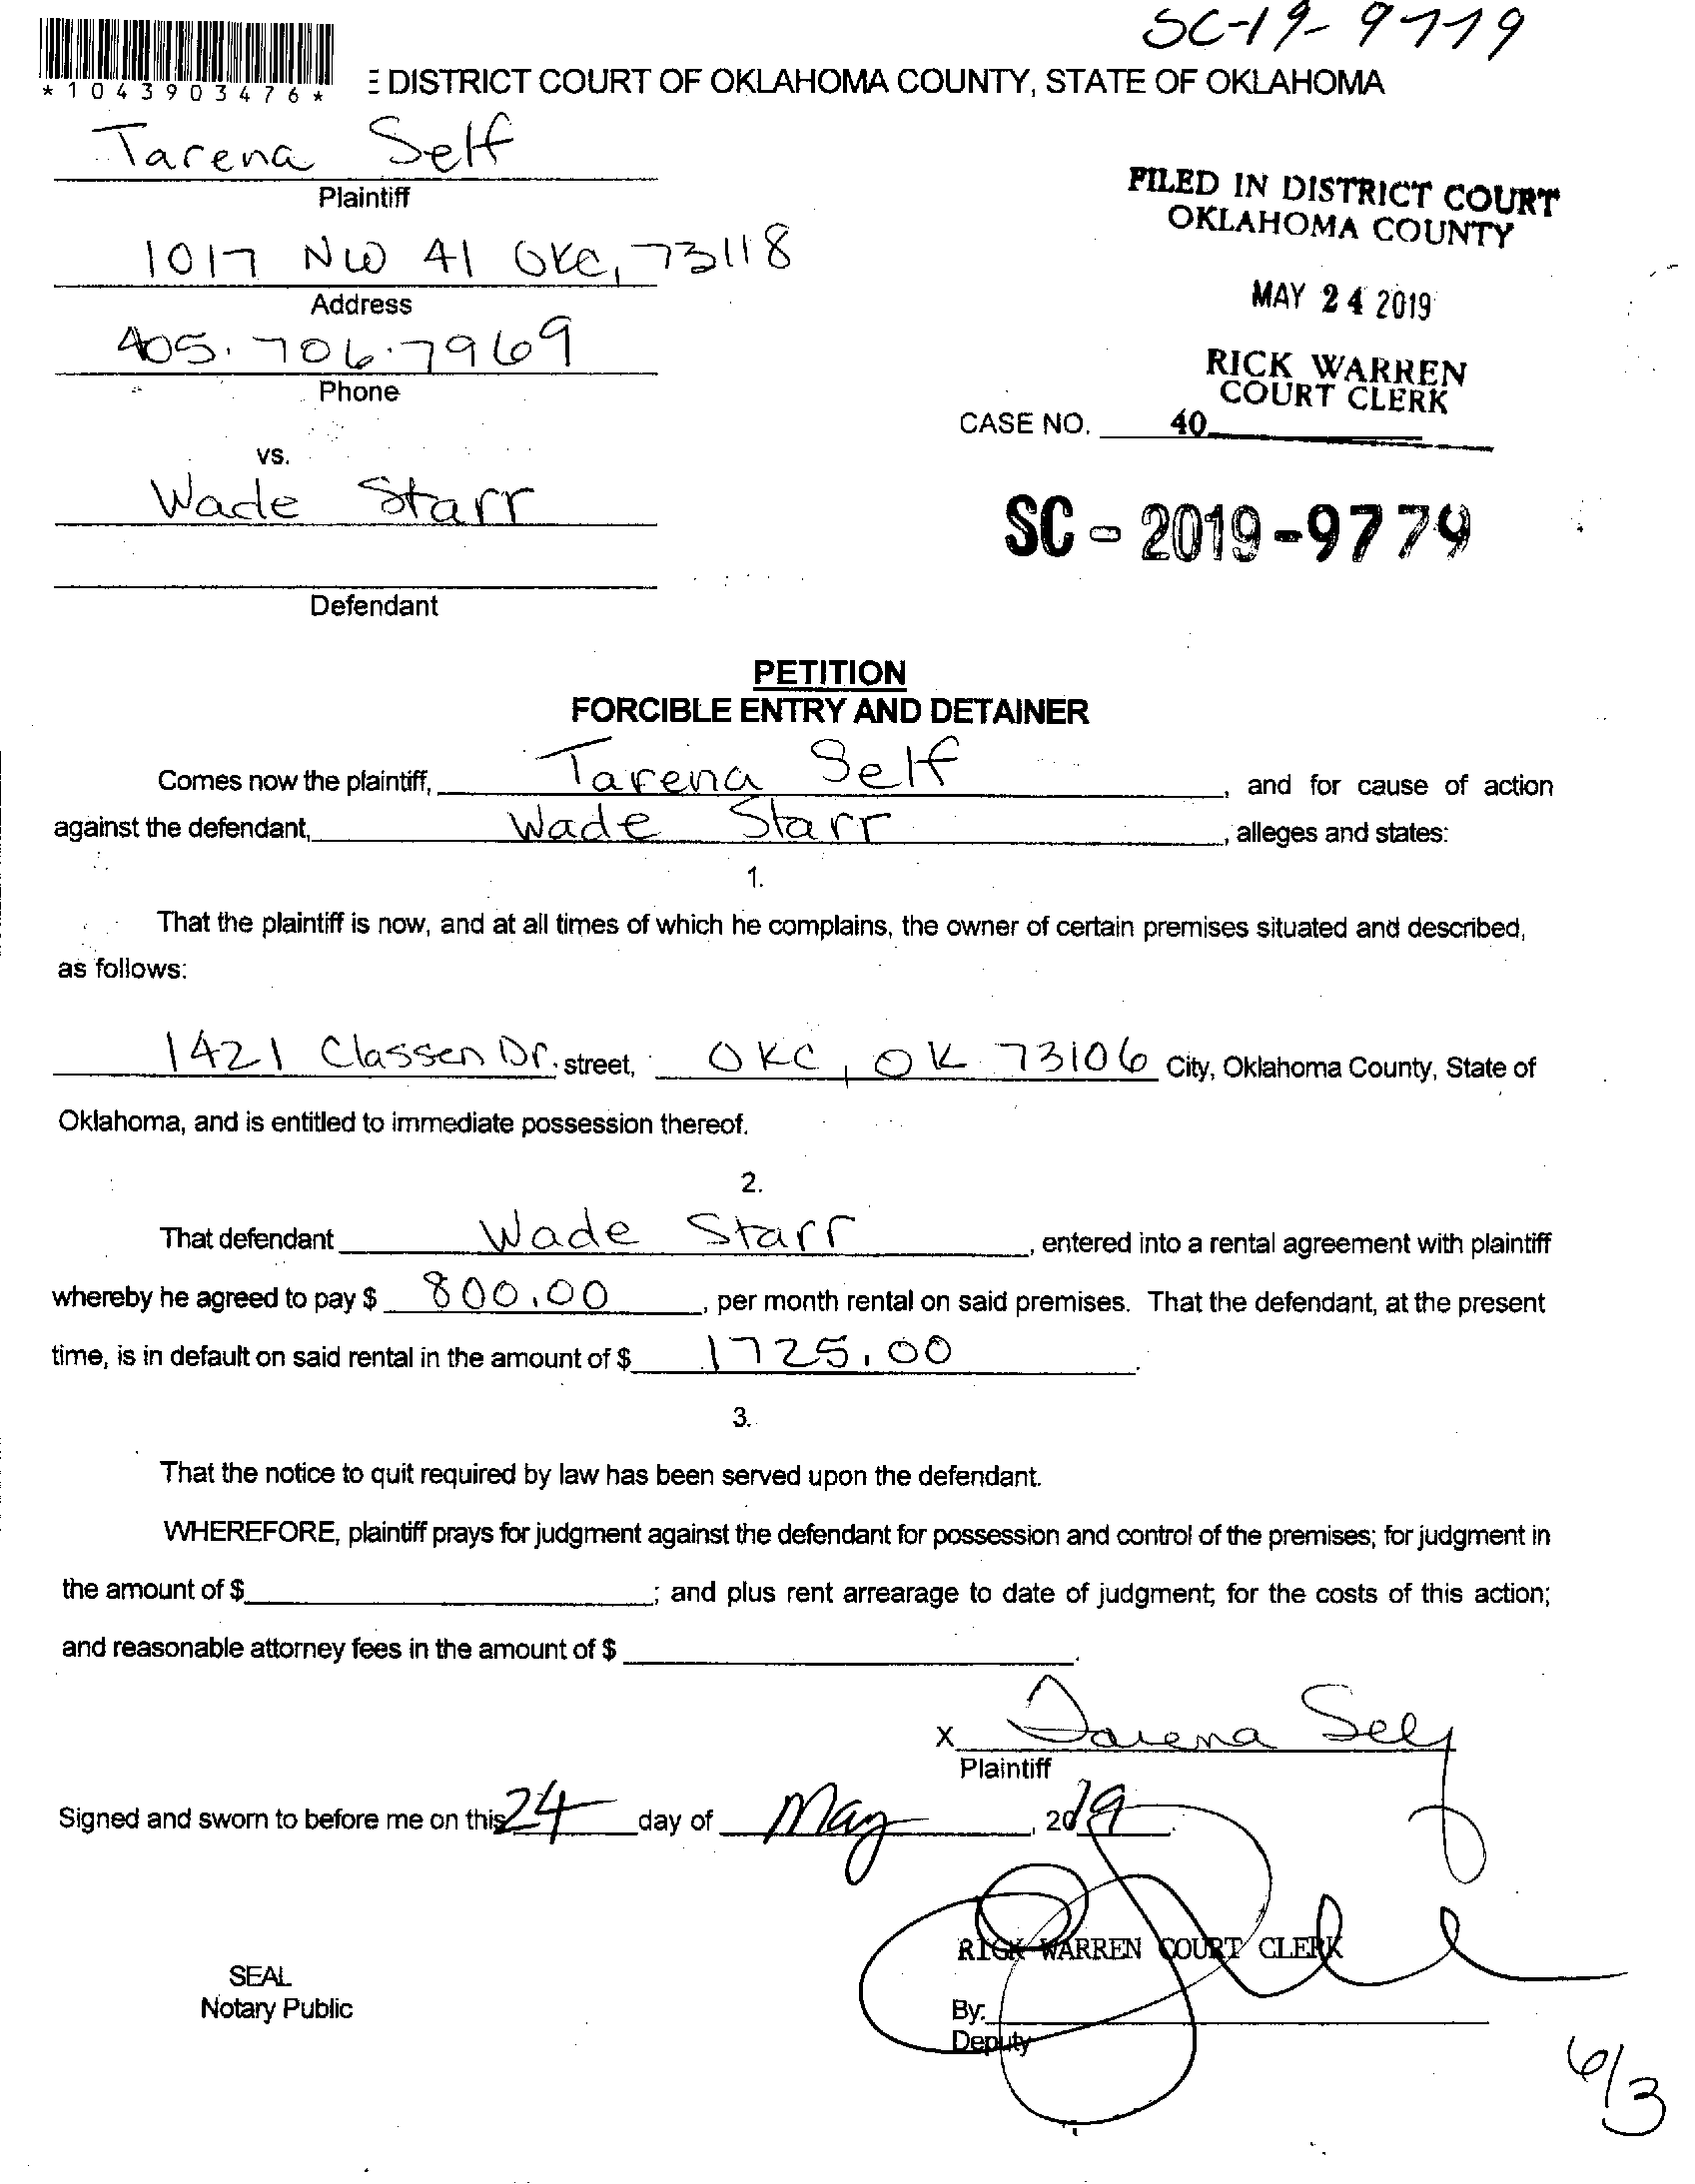 SC-19-9779
*1043903476*
E DISTRICT COURT OF OKLAHOMA COUNTY, STATE OF OKLAHOMA
Tarena Self
Plaintiff
FILED IN DISTRICT COURT
OKLAHOMA COUNTY
1017 NW 41 OKC, 73118
Address
MAY 24 2019
405.706.7969
Phone
RICK WARREN
COURT CLERK
CASE NO. 40
vs.
Wade Starr
SC-2019-9779
Defendant
PETITION
FORCIBLE ENTRY AND DETAINER
Comes now the plaintiff, Tarena Self, and for cause of action
against the defendant, Wade Starr, alleges and states:
1.
That the plaintiff is now, and at all times of which he complains, the owner of certain premises situated and described,
as follows:
1421 Classen Dr. street, OKC, OK 73106 City, Oklahoma County, State of
Oklahoma, and is entitled to immediate possession thereof.
2.
That defendant Wade Starr, entered into a rental agreement with plaintiff
whereby he agreed to pay $ 800.00, per month rental on said premises. That the defendant, at the present
time, is in default on said rental in the amount of $ 1725.00.
3.
That the notice to quit required by law has been served upon the defendant.
WHEREFORE, plaintiff prays for judgment against the defendant for possession and control of the premises; for judgment in
the amount of $ ; and plus rent arrearage to date of judgment; for the costs of this action;
and reasonable attorney fees in the amount of $ .
X Tarena Self
Plaintiff
Signed and sworn to before me on this 24 day of May, 2019.
RICK WARREN COURT CLERK
SEAL
Notary Public
By:
Deputy
6/3